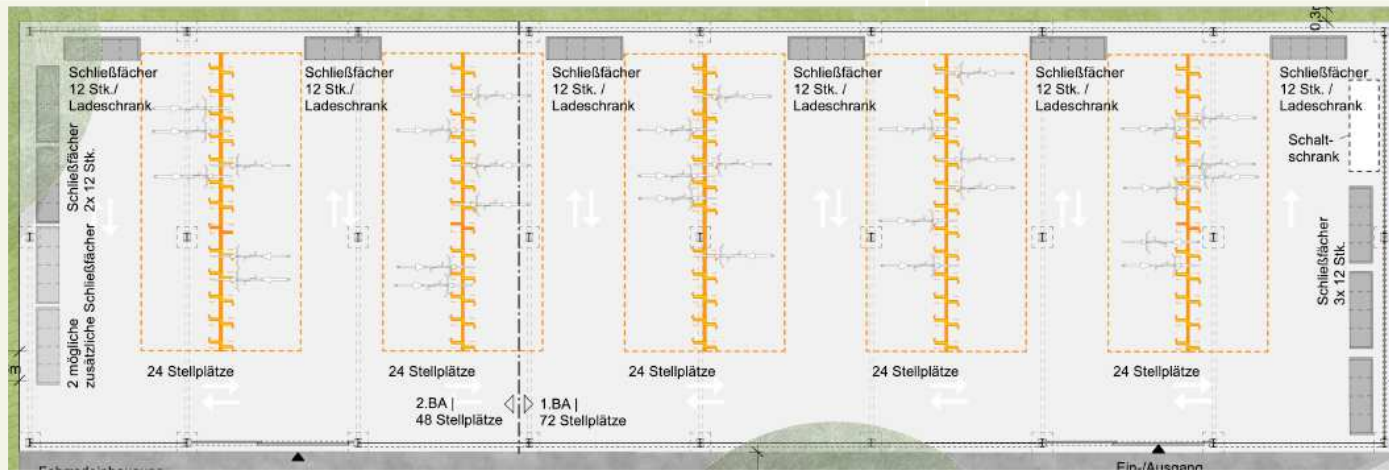 0,30
Schließfächer
12 Stk./
Ladeschrank
Schließfächer
12 Stk./
Ladeschrank
Schließfächer
12 Stk. /
Ladeschrank
Schließfächer
12 Stk. /
Ladeschrank
Schließfächer
12 Stk. /
Ladeschrank
Schließfächer
12 Stk. /
Ladeschrank
Schließfächer
2x 12 Stk.
2 mögliche
zusätzliche Schließfächer
Schalt-
schrank
Schließfächer
3x 12 Stk.
m
24 Stellplätze
24 Stellplätze
24 Stellplätze
24 Stellplätze
24 Stellplätze
2.BA |
48 Stellplätze
1.BA |
72 Stellplätze
Fahrradeinhausung
Ein-/Ausgang